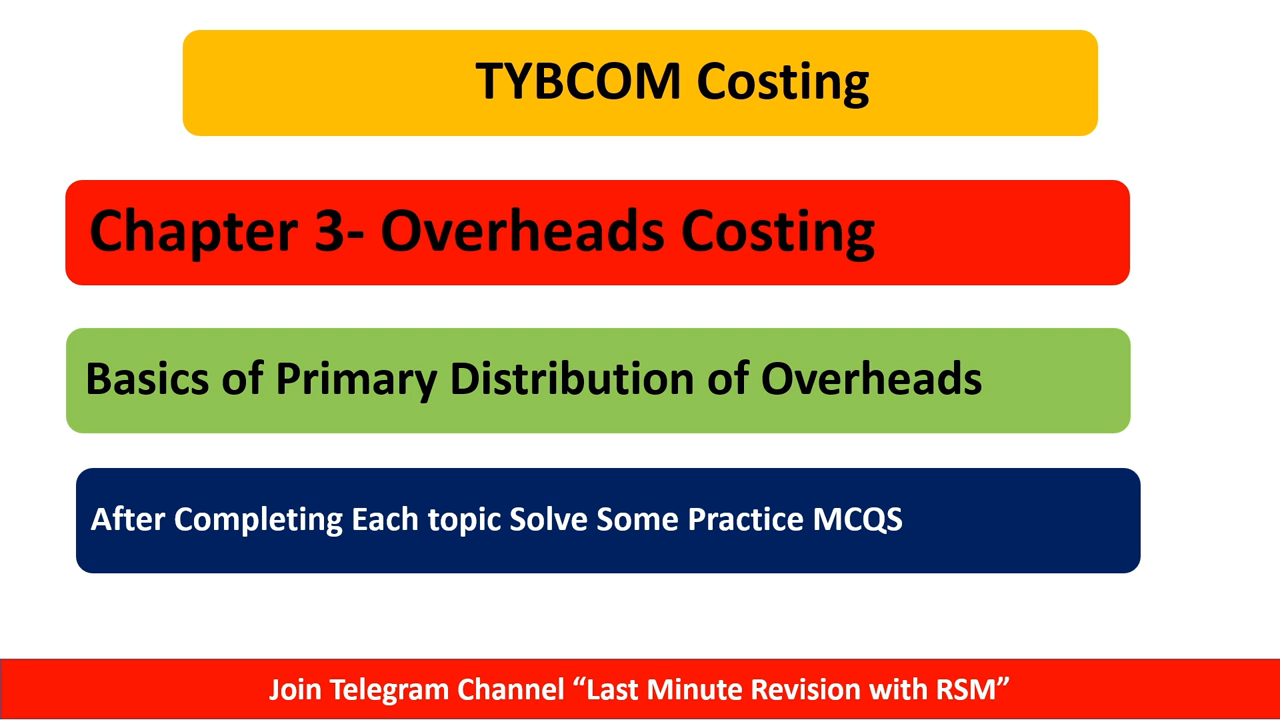 TYBCOM Costing
Chapter 3- Overheads Costing
Basics of Primary Distribution of Overheads
After Completing Each topic Solve Some Practice MCQS
Join Telegram Channel “Last Minute Revision with RSM”